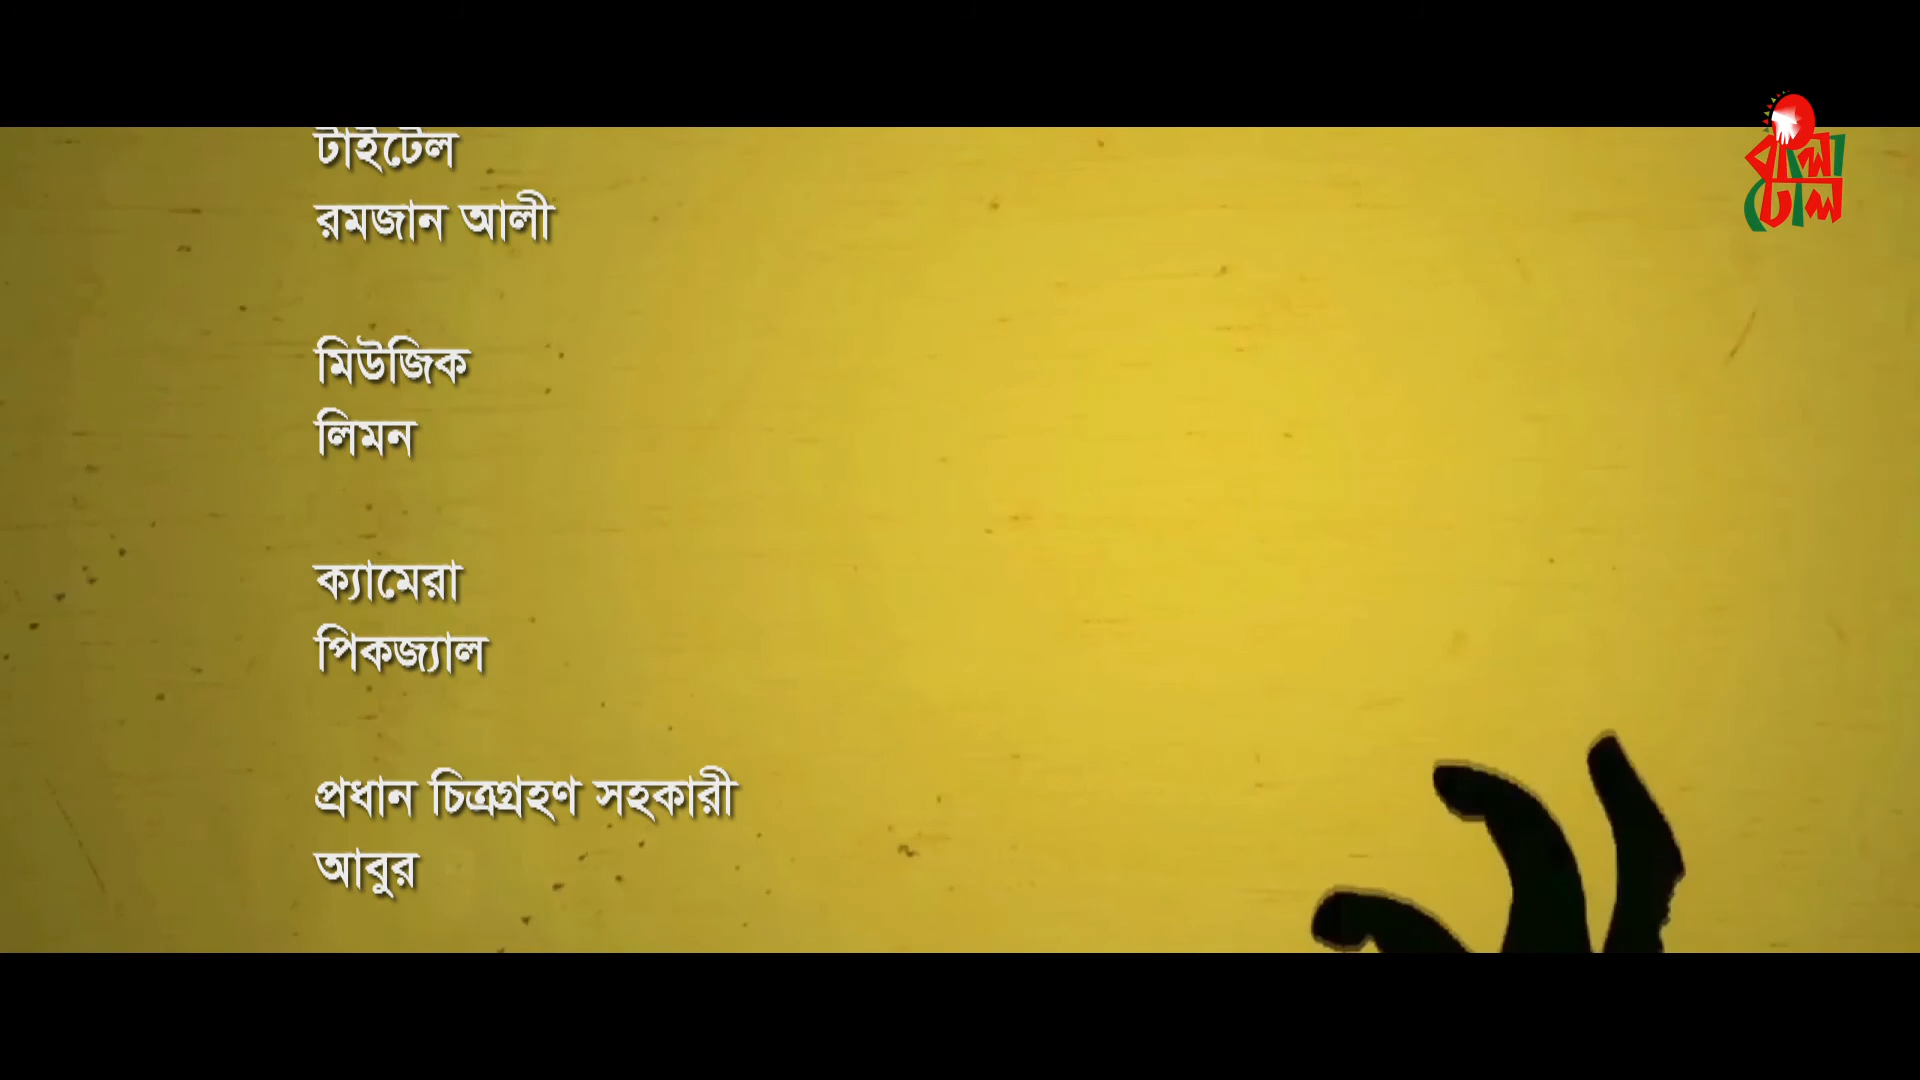 টাইটেল
রমজান আলী
মিউজিক
লিমন
ক্যামেরা
পিকজ্যাল
প্রধান চিত্রগ্রহণ সহকারী
আবুর
বাংলা
ঢোল